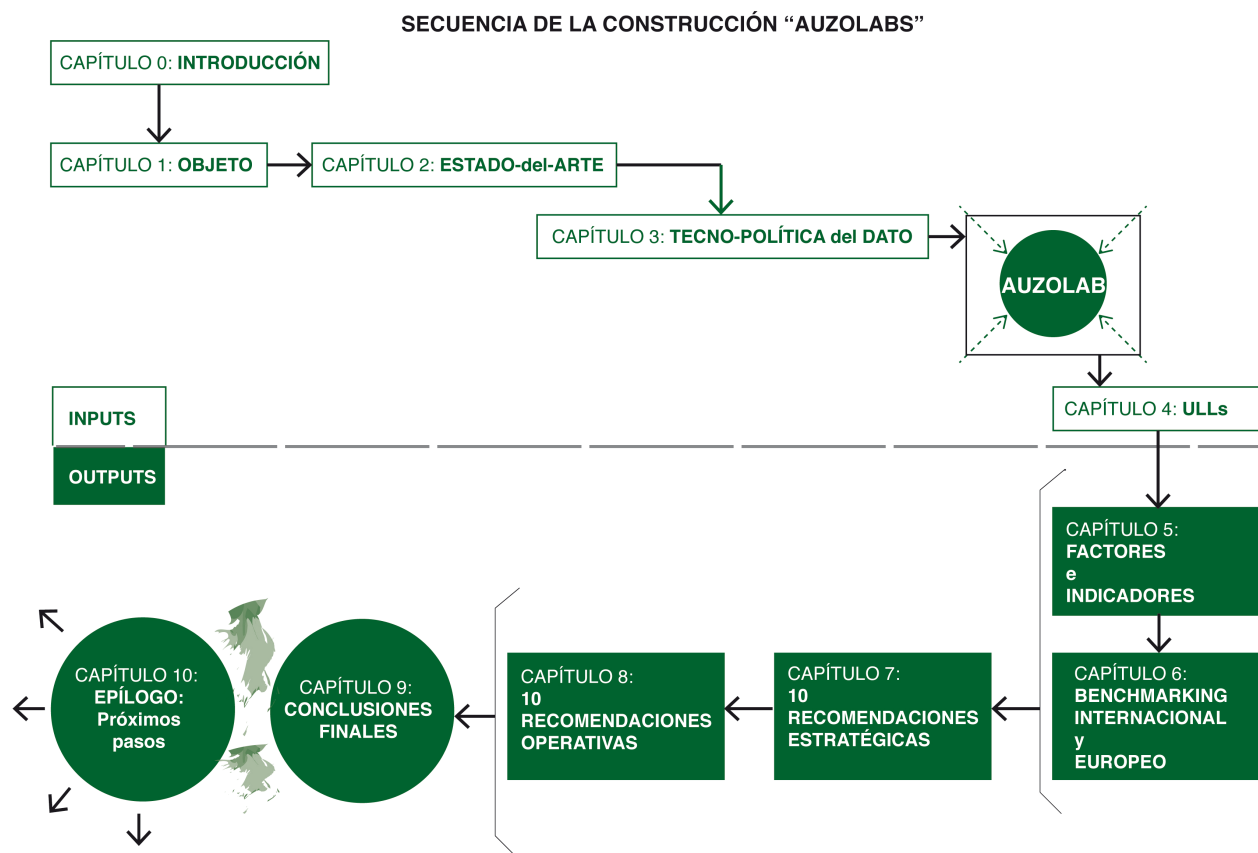 SECUENCIA DE LA CONSTRUCCIÓN “AUZOLABS”
CAPÍTULO 0: INTRODUCCIÓN
CAPÍTULO 1: OBJETO
CAPÍTULO 2: ESTADO-del-ARTE
CAPÍTULO 3: TECNO-POLÍTICA del DATO
AUZOLAB
CAPÍTULO 4: ULLs
INPUTS
OUTPUTS
CAPÍTULO 5:
FACTORES
e
INDICADORES
CAPÍTULO 6:
BENCHMARKING
INTERNACIONAL
y
EUROPEO
CAPÍTULO 7:
10
RECOMENDACIONES
ESTRATÉGICAS
CAPÍTULO 8:
10
RECOMENDACIONES
OPERATIVAS
CAPÍTULO 9:
CONCLUSIONES
FINALES
CAPÍTULO 10:
EPÍLOGO:
Próximos
pasos